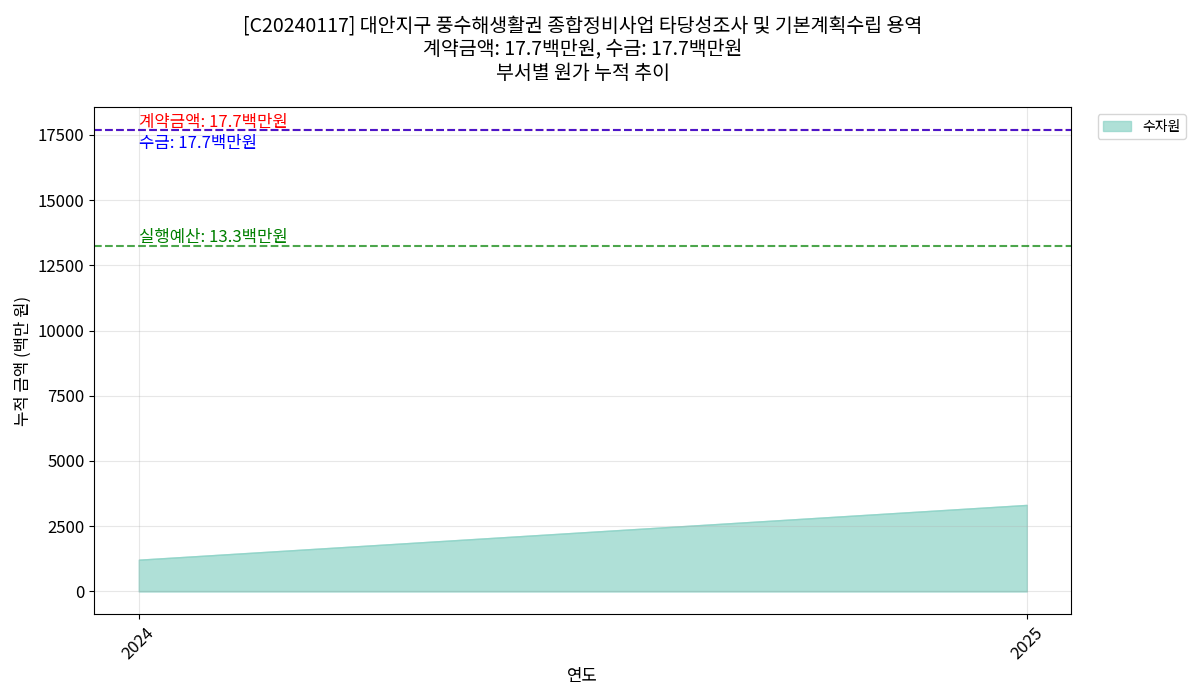 [C20240117] 대안지구 풍수해생활권 종합정비사업 타당성조사 및 기본계획수립 용역
계약금액: 17.7백만원, 수금: 17.7백만원
부서별 원가 누적 추이
계약금액: 17.7백만원
수금: 17.7백만원
실행예산: 13.3백만원
수자원
누적 금액 (백만 원)
17500
15000
12500
10000
7500
5000
2500
0
2024
2025
연도